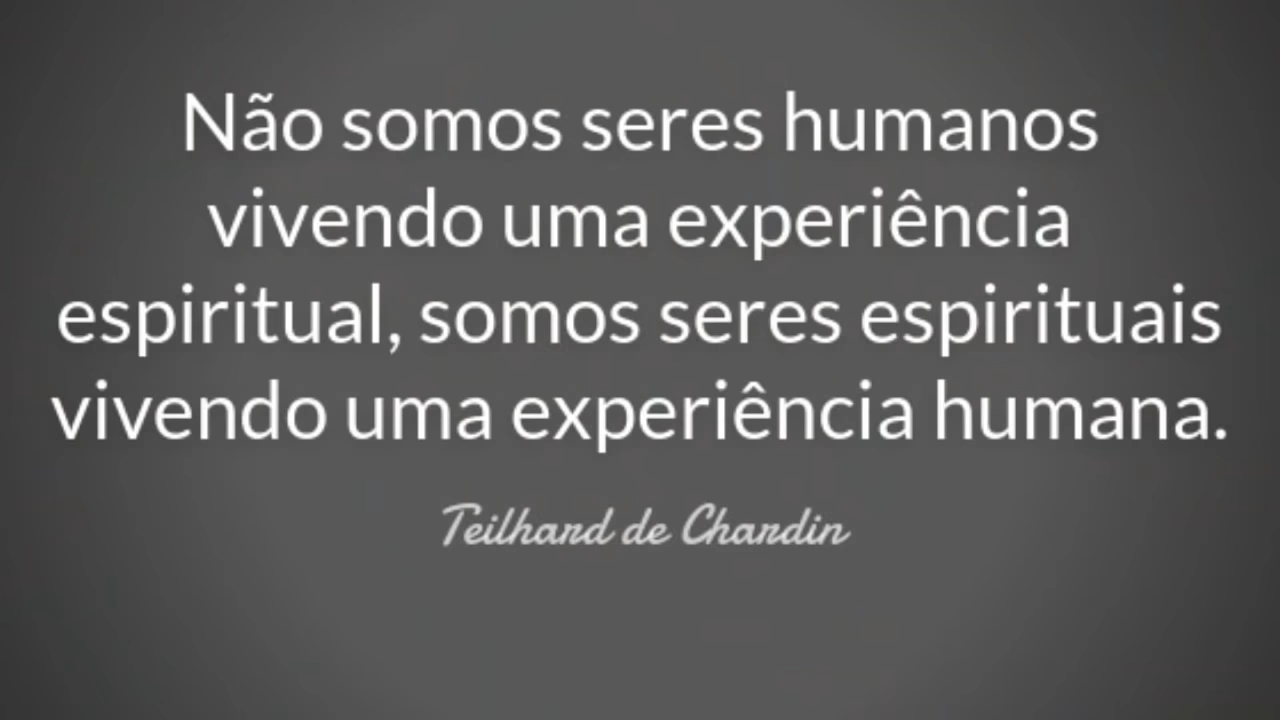 Não somos seres humanos
vivendo uma experiência
espiritual, somos seres espirituais
vivendo uma experiência humana.
Teilhard de Chardin